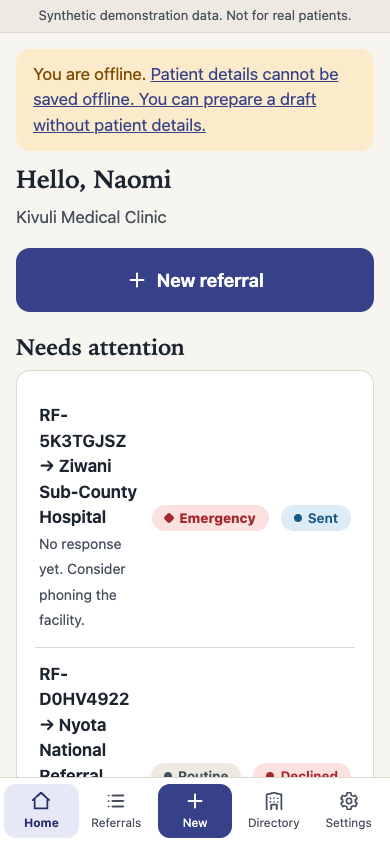 Synthetic demonstration data. Not for real patients.
You are offline. Patient details cannot be
saved offline. You can prepare a draft
without patient details.
Hello, Naomi
Kivuli Medical Clinic
+ New referral
Needs attention
RF-
5K3TGJSZ
→ Ziwani
Sub-County
Hospital
Emergency
Sent
No response
yet. Consider
phoning the
facility.
RF-
D0HV4922
→ Nyota
National
Referral
Routine
Declined
Home
Referrals
New
Directory
Settings